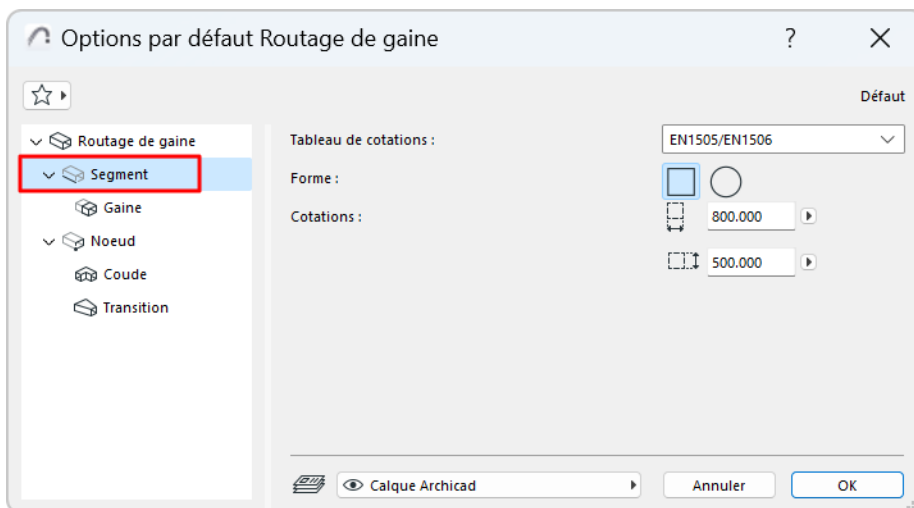 Options par défaut Routage de gaine
?
Défaut
Routage de gaine
Segment
Gaine
Noeud
Coude
Transition
Tableau de cotations :
EN1505/EN1506
Forme :
Cotations :
800.000
500.000
Calque Archicad
Annuler
OK